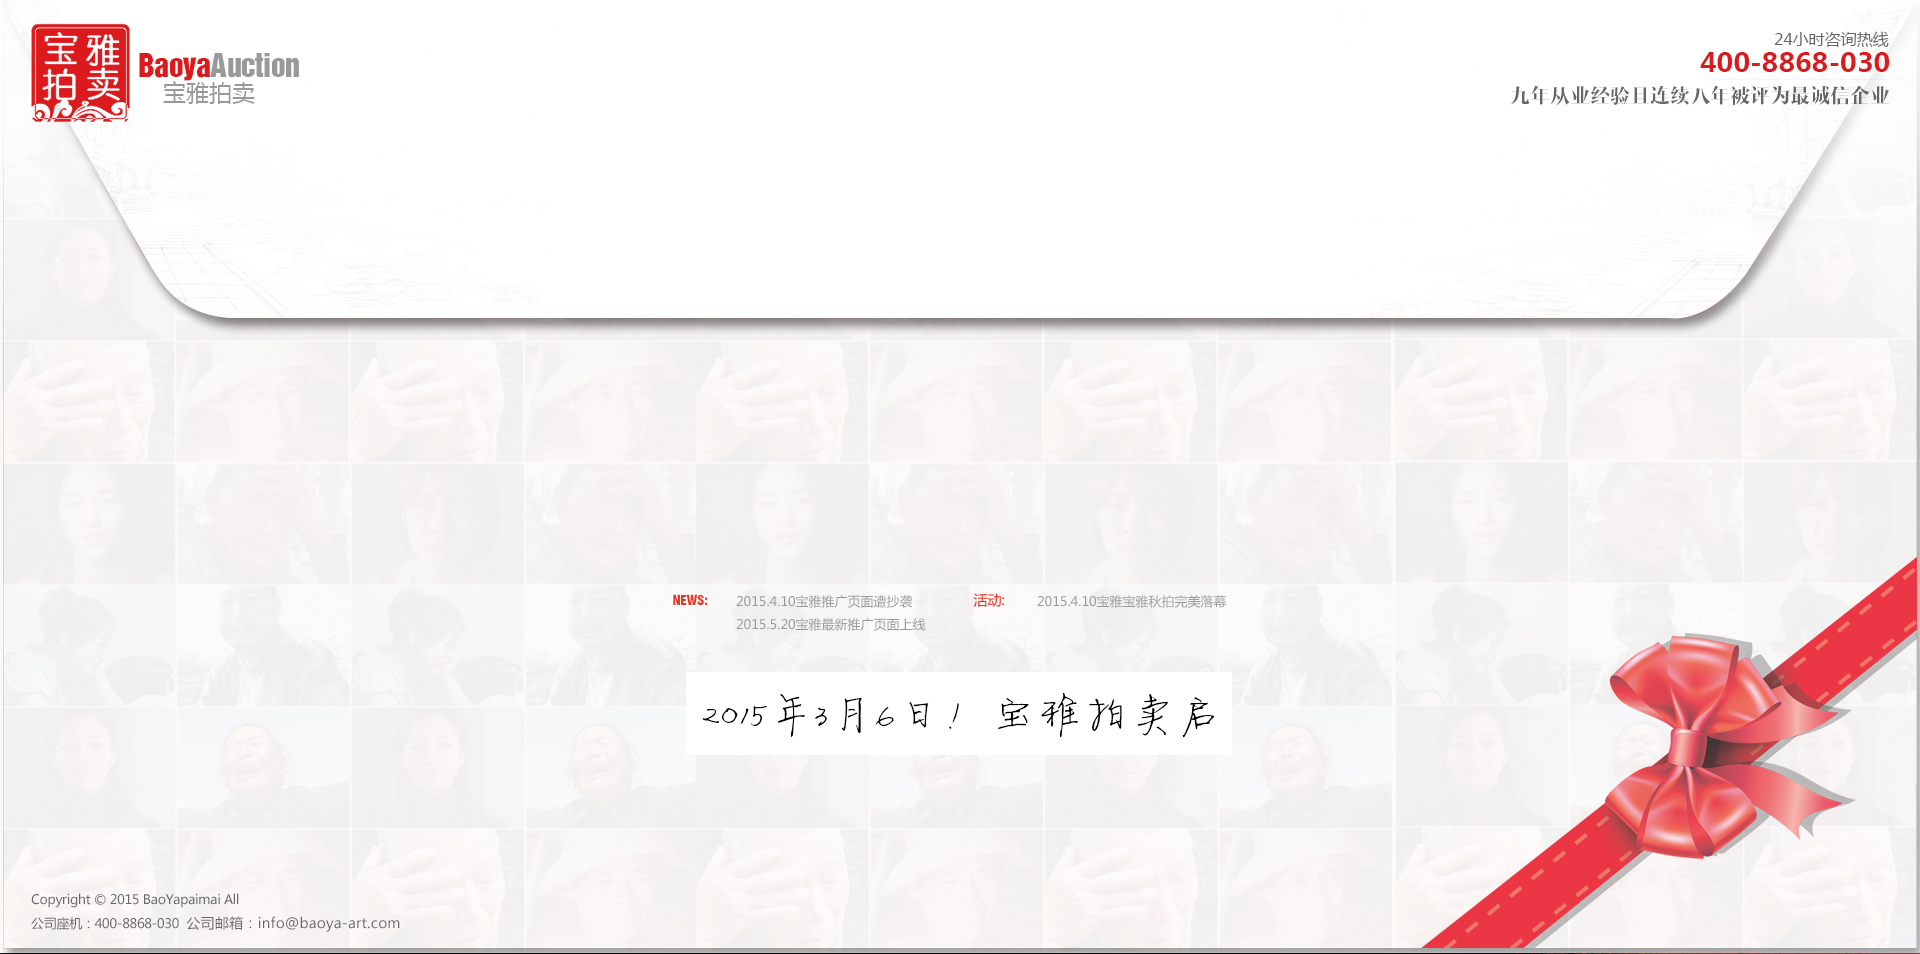 宝雅
拍卖
BaoyaAuction
宝雅拍卖
24小时咨询热线
400-8868-030
九年从业经验且连续八年被评为最诚信企业
NEWS: 2015.4.10宝雅推广页面遭抄袭
2015.5.20宝雅最新推广页面上线
活动: 2015.4.10宝雅宝雅秋拍完美落幕
2015年3月6日! 宝雅拍卖启
Copyright © 2015 BaoYapaimai All
公司座机：400-8868-030 公司邮箱：info@baoya-art.com